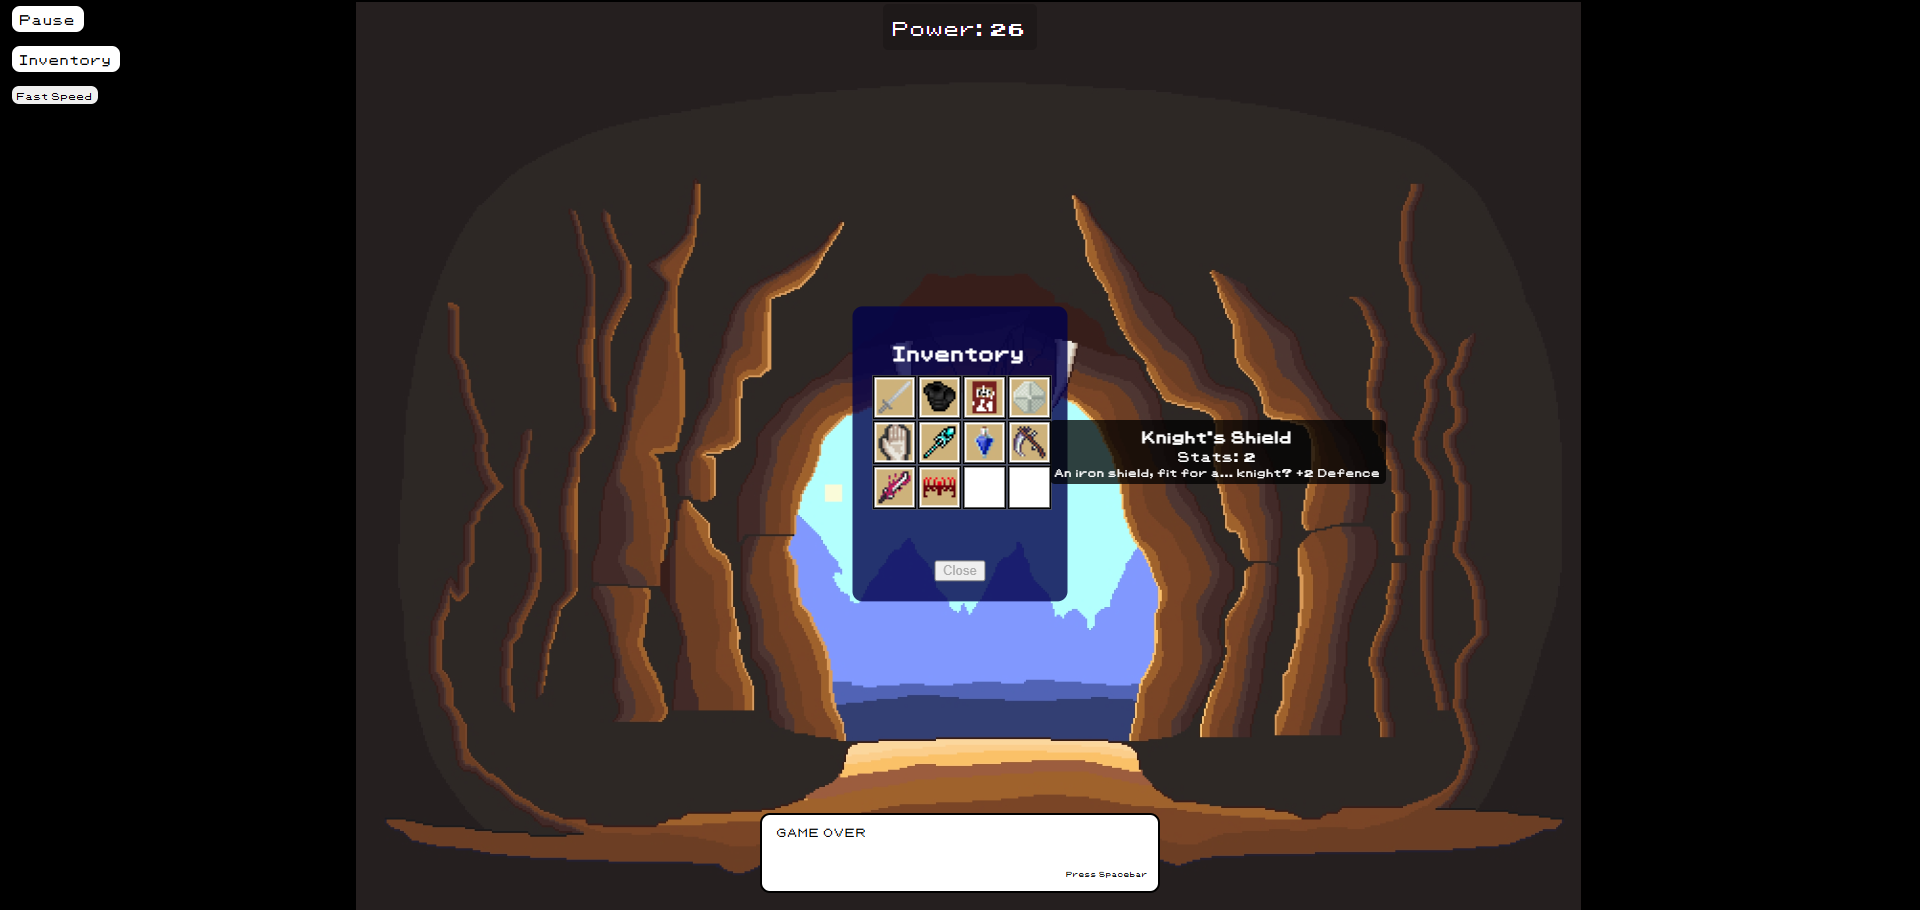 Pause
Inventory
Fast Speed
Power: 26
Inventory
Knight's Shield
Stats: 2
An iron shield, fit for a... knight? +2 Defence
Close
GAME OVER
Press Spacebar